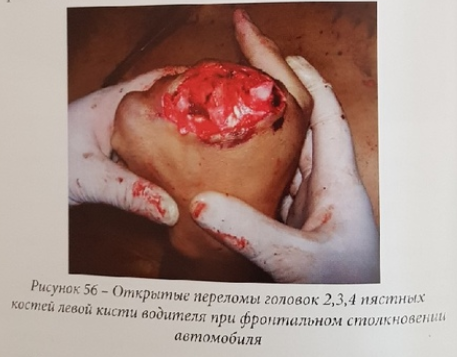 Рисунок 56 – Открытые переломы головок 2,3,4 пястных
костей левой кисти водителя при фронтальном столкновении
автомобиля